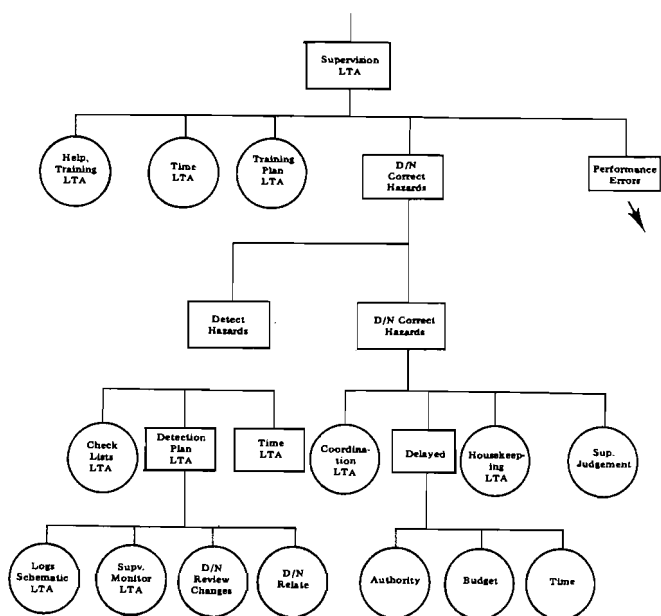 Supervision
LTA
Help,
Training
LTA
Time
LTA
Training
Plan
LTA
D/N
Correct
Hazards
Performance
Errors
Detect
Hazards
D/N Correct
Hazards
Check
Lists
LTA
Detection
Plan
LTA
Time
LTA
Coordina-
tion
LTA
Delayed
Housekeep-
ing LTA
Sup.
Judgement
Logs
Schematic
LTA
Supv.
Monitor
LTA
D/N
Review
Changes
D/N
Relate
Authority
Budget
Time